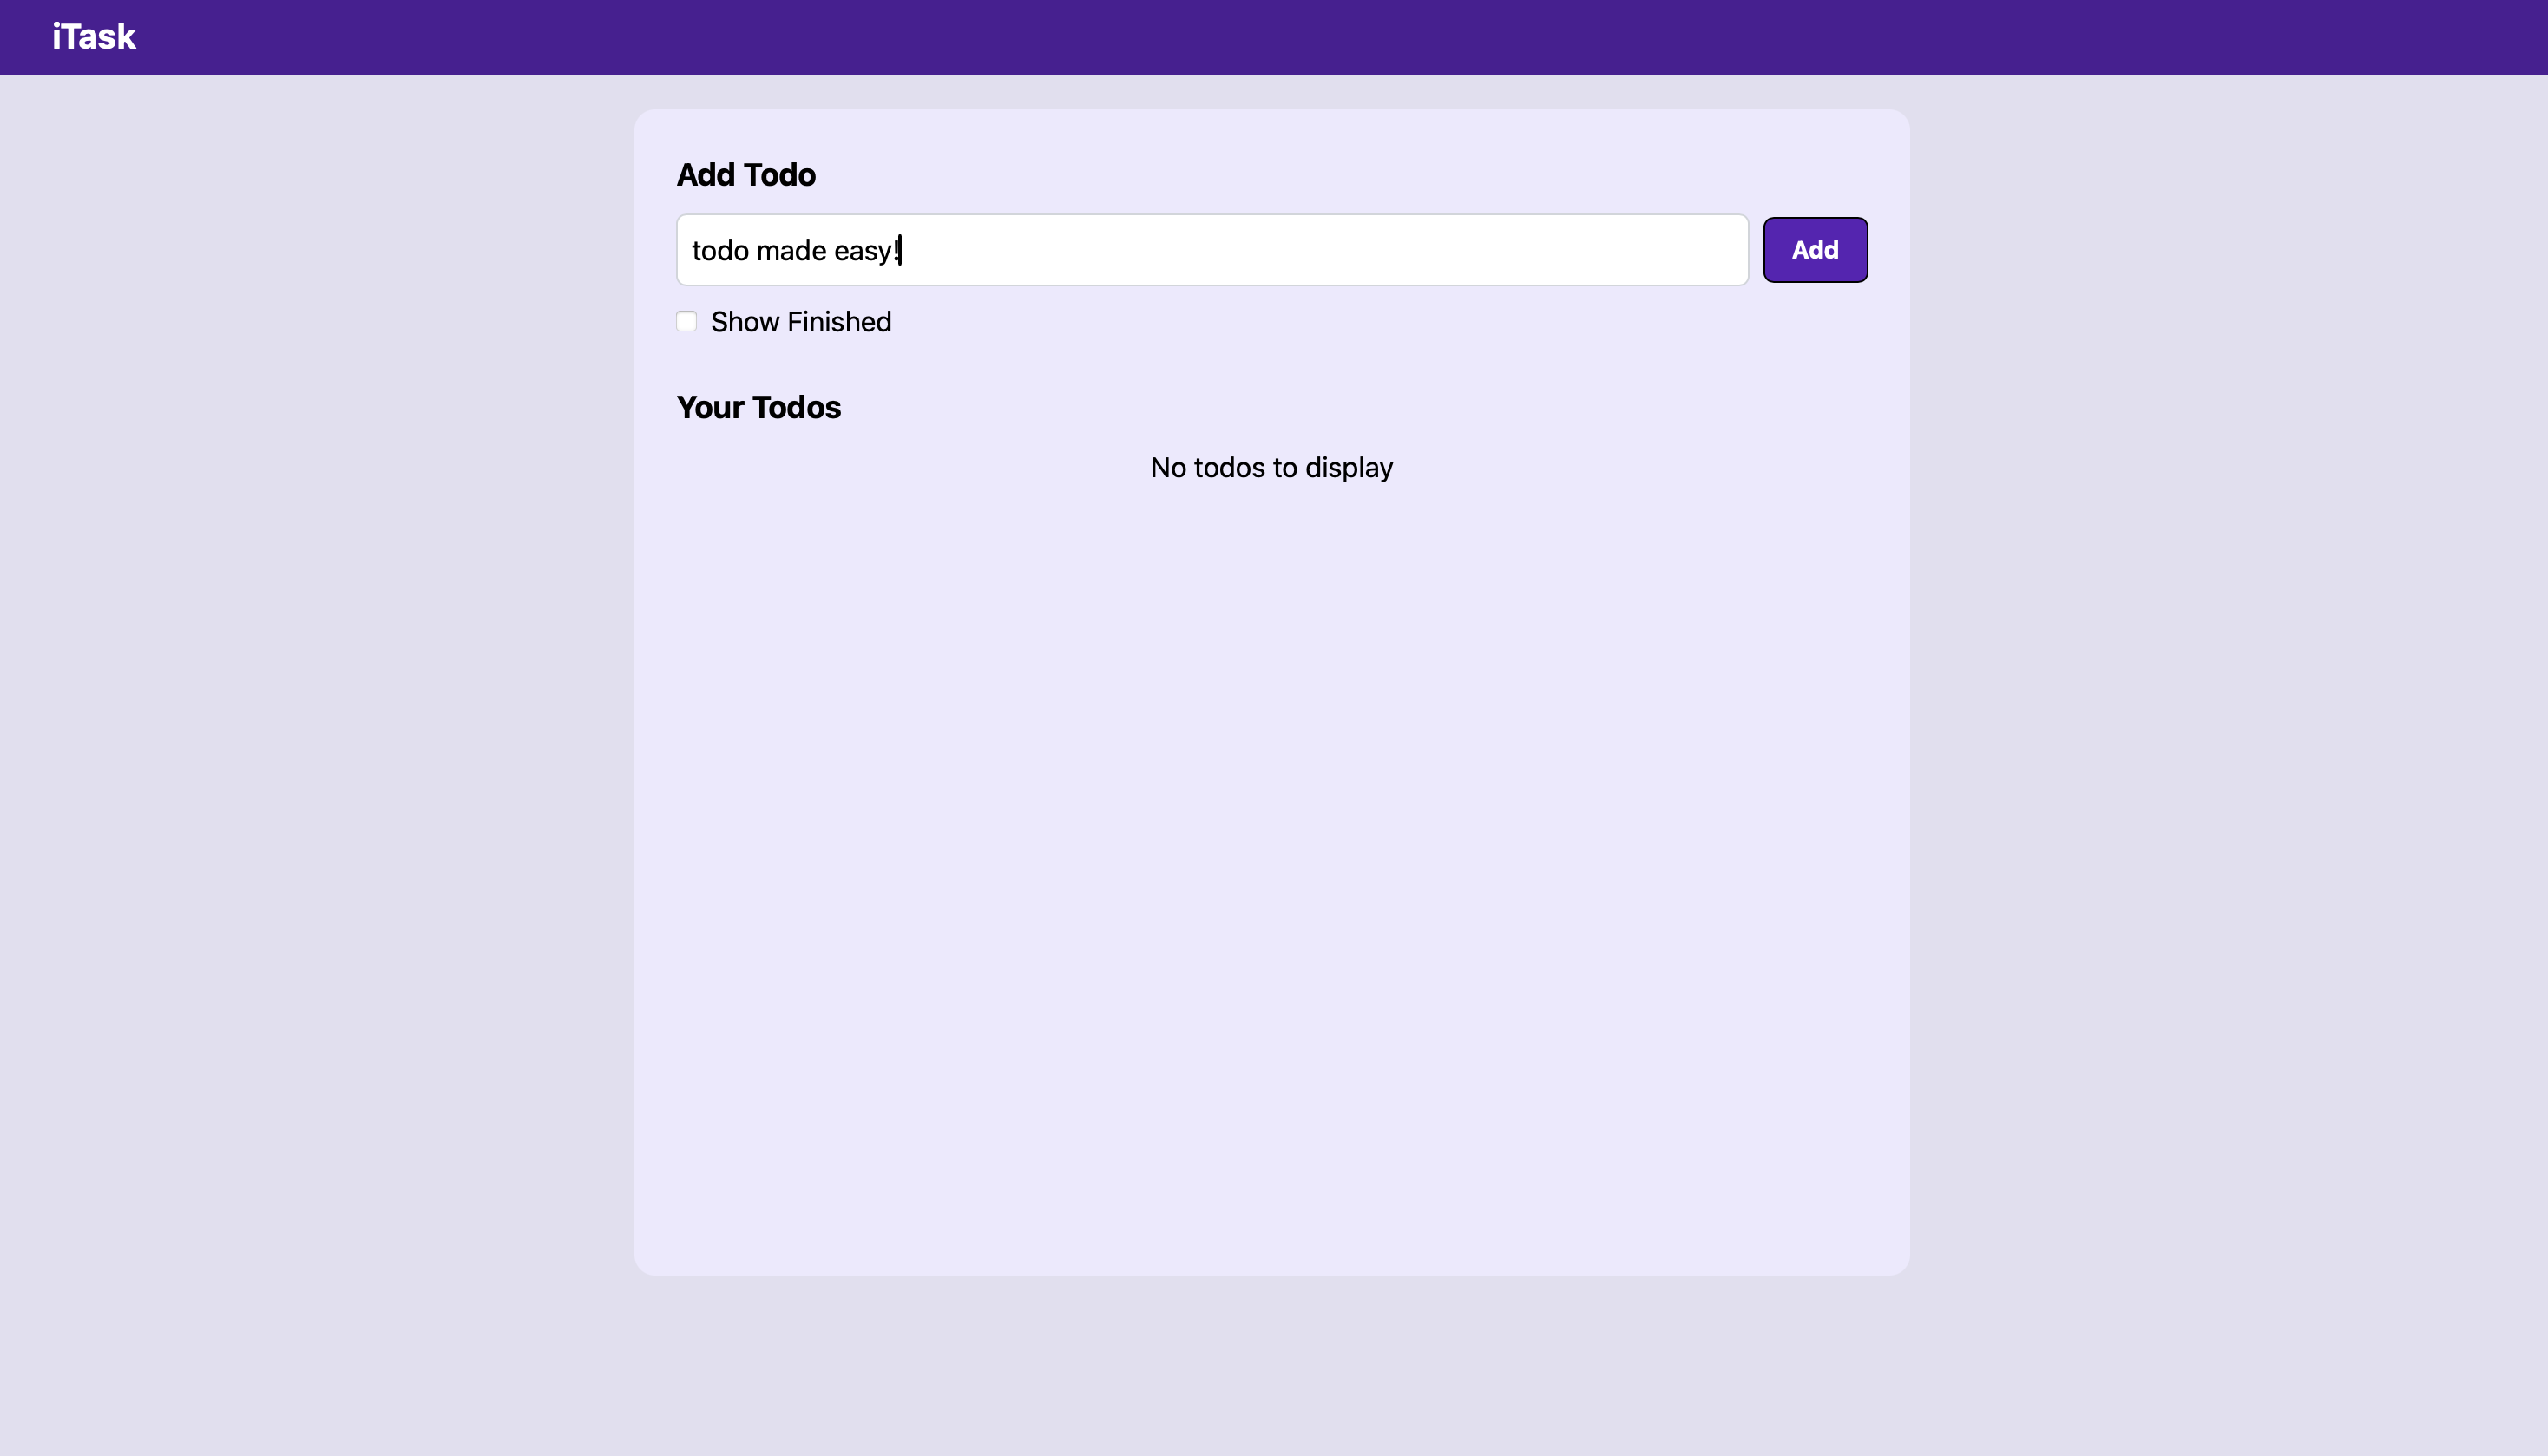 iTask
Add Todo
todo made easy!
Add
Show Finished
Your Todos
No todos to display